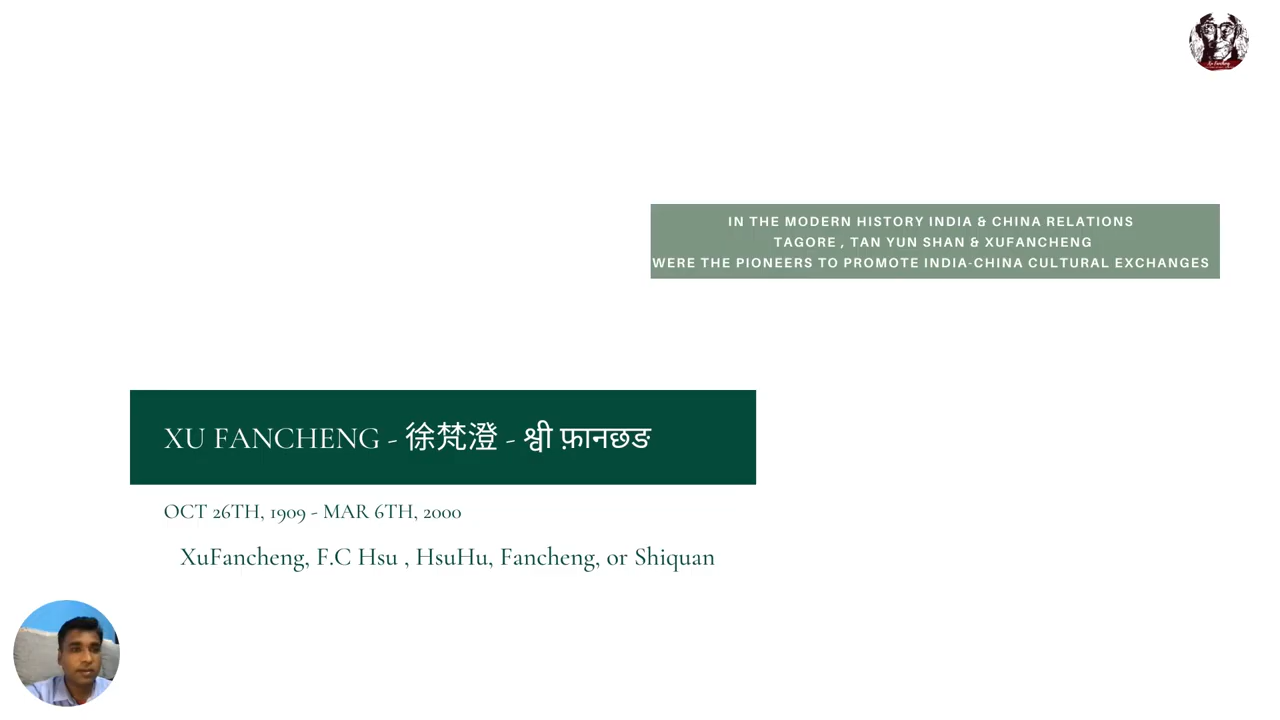 IN THE MODERN HISTORY INDIA & CHINA RELATIONS
TAGORE , TAN YUN SHAN & XUFANCHENG
WERE THE PIONEERS TO PROMOTE INDIA-CHINA CULTURAL EXCHANGES
XU FANCHENG - 徐梵澄 - श्वी फ़ानछङ
OCT 26TH, 1909 - MAR 6TH, 2000
XuFancheng, F.C Hsu , HsuHu, Fancheng, or Shiquan
Xu Fancheng